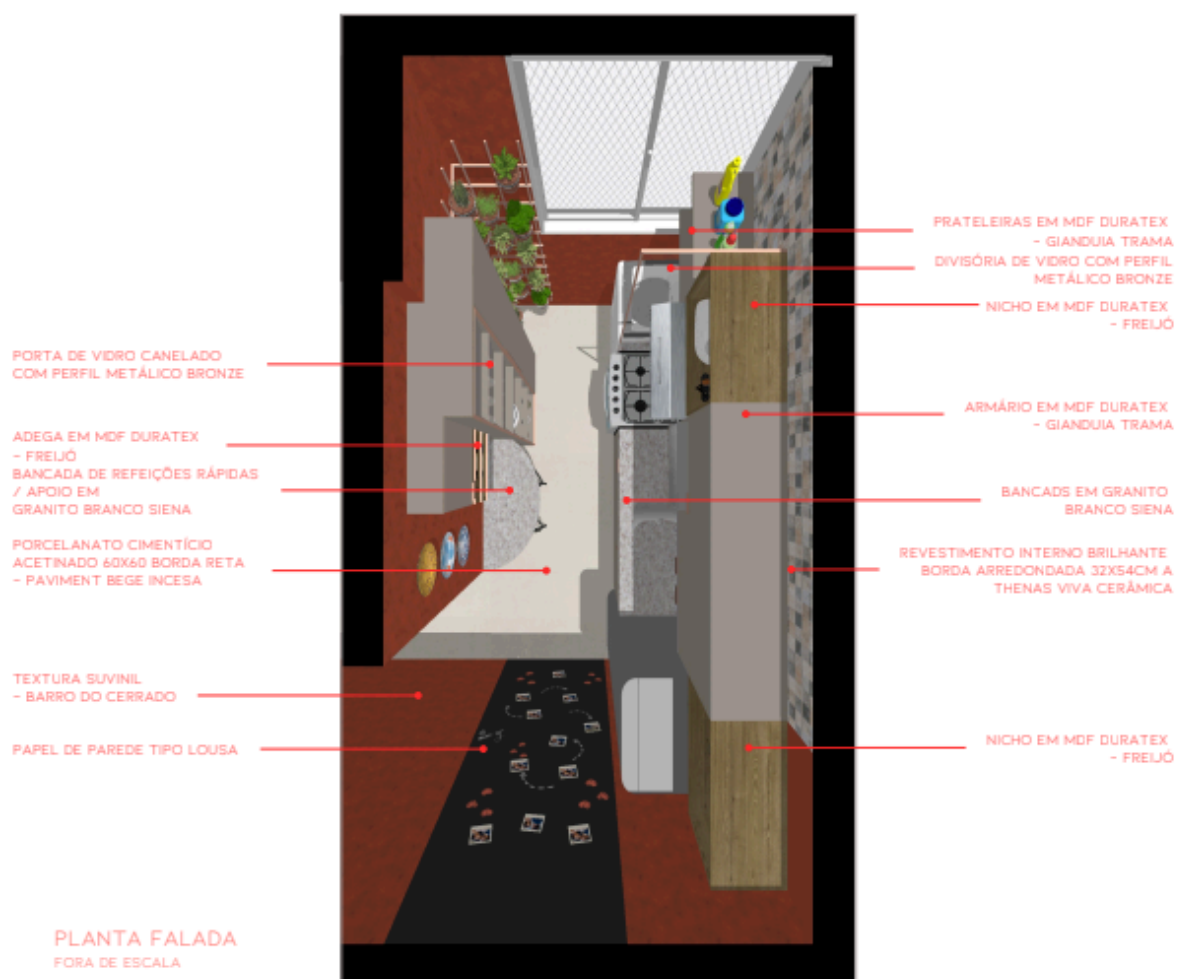 PORTA DE VIDRO CANELADO
COM PERFIL METÁLICO BRONZE
ADEGA EM MDF DURATEX
- FREIJÓ
BANCADA DE REFEIÇÕES RÁPIDAS
/ APOIO EM
GRANITO BRANCO SIENA
PORCELANATO CIMENTÍCIO
ACETINADO 60X60 BORDA RETA
- PAVIMENT BEGE INCESA
TEXTURA SUVINIL
- BARRO DO CERRADO
PAPEL DE PAREDE TIPO LOUSA
PRATELEIRAS EM MDF DURATEX
- GIANDUIA TRAMA
DIVISÓRIA DE VIDRO COM PERFIL
METÁLICO BRONZE
NICHO EM MDF DURATEX
- FREIJÓ
ARMÁRIO EM MDF DURATEX
- GIANDUIA TRAMA
BANCADS EM GRANITO
BRANCO SIENA
REVESTIMENTO INTERNO BRILHANTE
BORDA ARREDONDADA 32X54CM A
THENAS VIVA CERÂMICA
NICHO EM MDF DURATEX
- FREIJÓ
PLANTA FALADA
FORA DE ESCALA